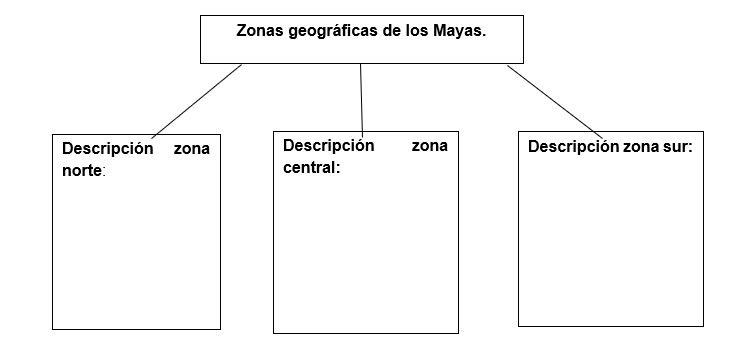 Zonas geográficas de los Mayas.
Descripción zona
norte:
Descripción zona
central:
Descripción zona sur: